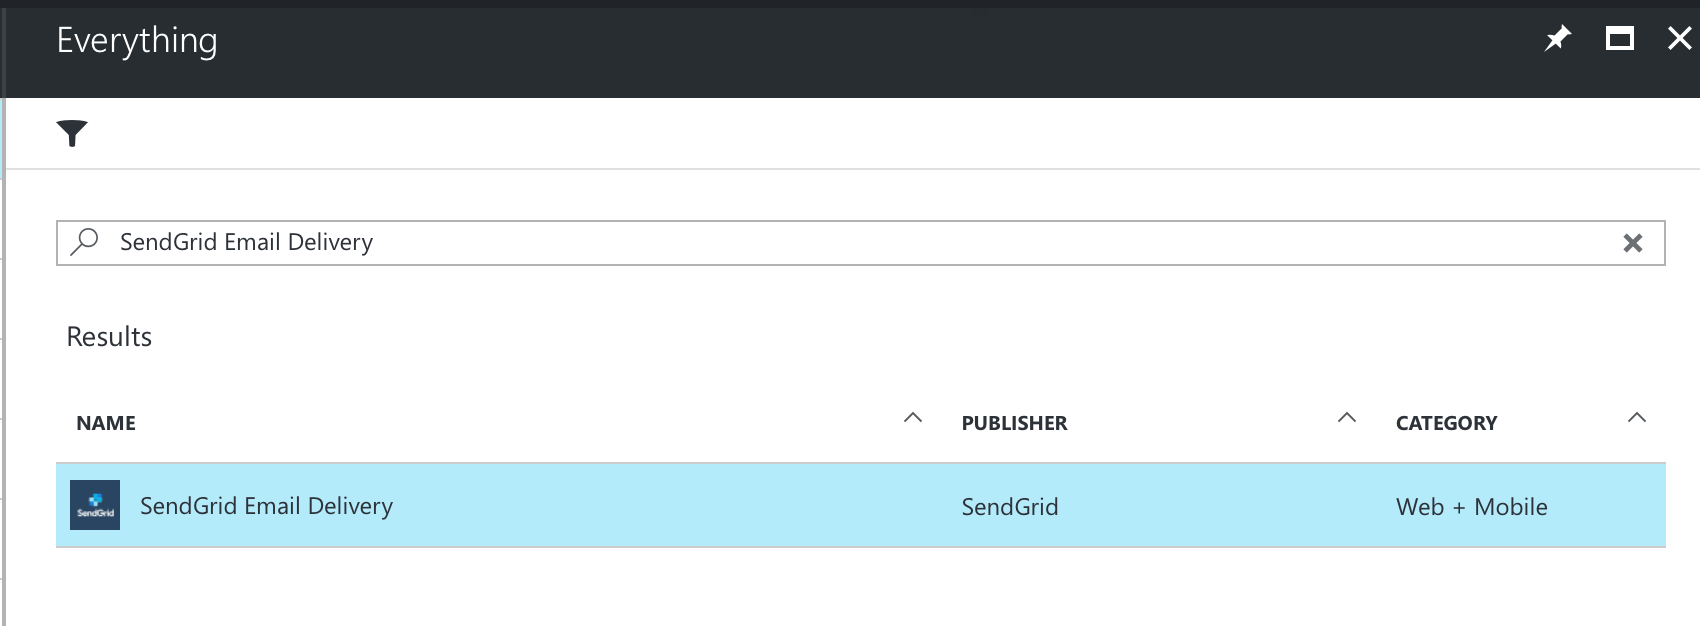 Everything
SendGrid Email Delivery
Results
NAME PUBLISHER CATEGORY
SendGrid SendGrid Email Delivery SendGrid Web + Mobile